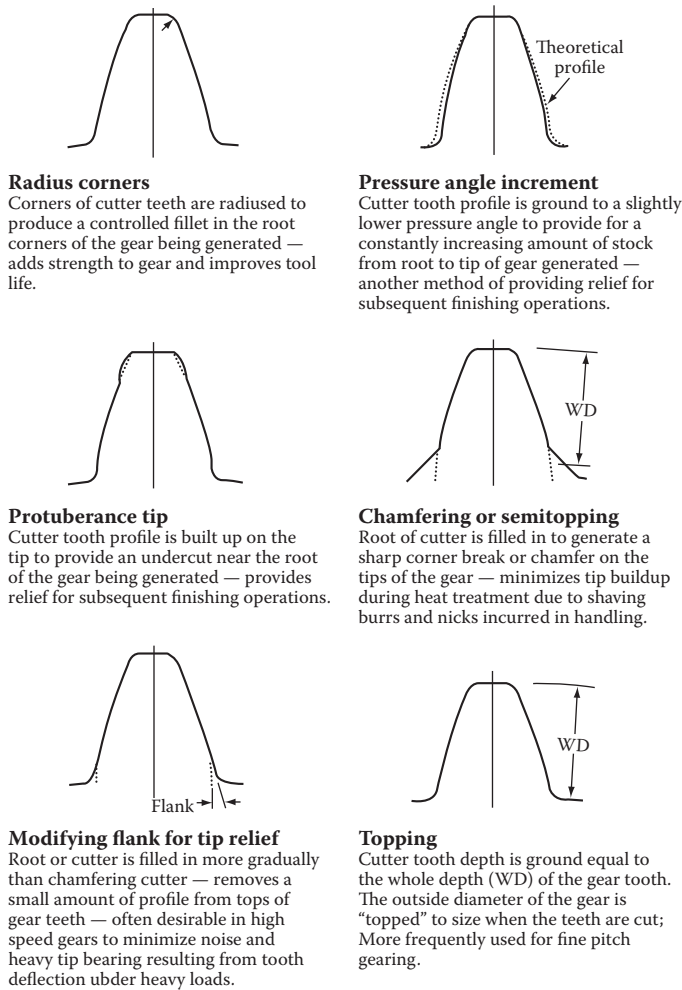 Theoretical
profile
Radius corners
Corners of cutter teeth are radiused to
produce a controlled fillet in the root
corners of the gear being generated —
adds strength to gear and improves tool
life.
Pressure angle increment
Cutter tooth profile is ground to a slightly
lower pressure angle to provide for a
constantly increasing amount of stock
from root to tip of gear generated —
another method of providing relief for
subsequent finishing operations.
WD
Protuberance tip
Cutter tooth profile is built up on the
tip to provide an undercut near the root
of the gear being generated — provides
relief for subsequent finishing operations.
Chamfering or semitopping
Root of cutter is filled in to generate a
sharp corner break or chamfer on the
tips of the gear — minimizes tip buildup
during heat treatment due to shaving
burrs and nicks incurred in handling.
Flank
Modifying flank for tip relief
Root or cutter is filled in more gradually
than chamfering cutter — removes a
small amount of profile from tops of
gear teeth — often desirable in high
speed gears to minimize noise and
heavy tip bearing resulting from tooth
deflection ubder heavy loads.
WD
Topping
Cutter tooth depth is ground equal to
the whole depth (WD) of the gear tooth.
The outside diameter of the gear is
“topped” to size when the teeth are cut;
More frequently used for fine pitch
gearing.